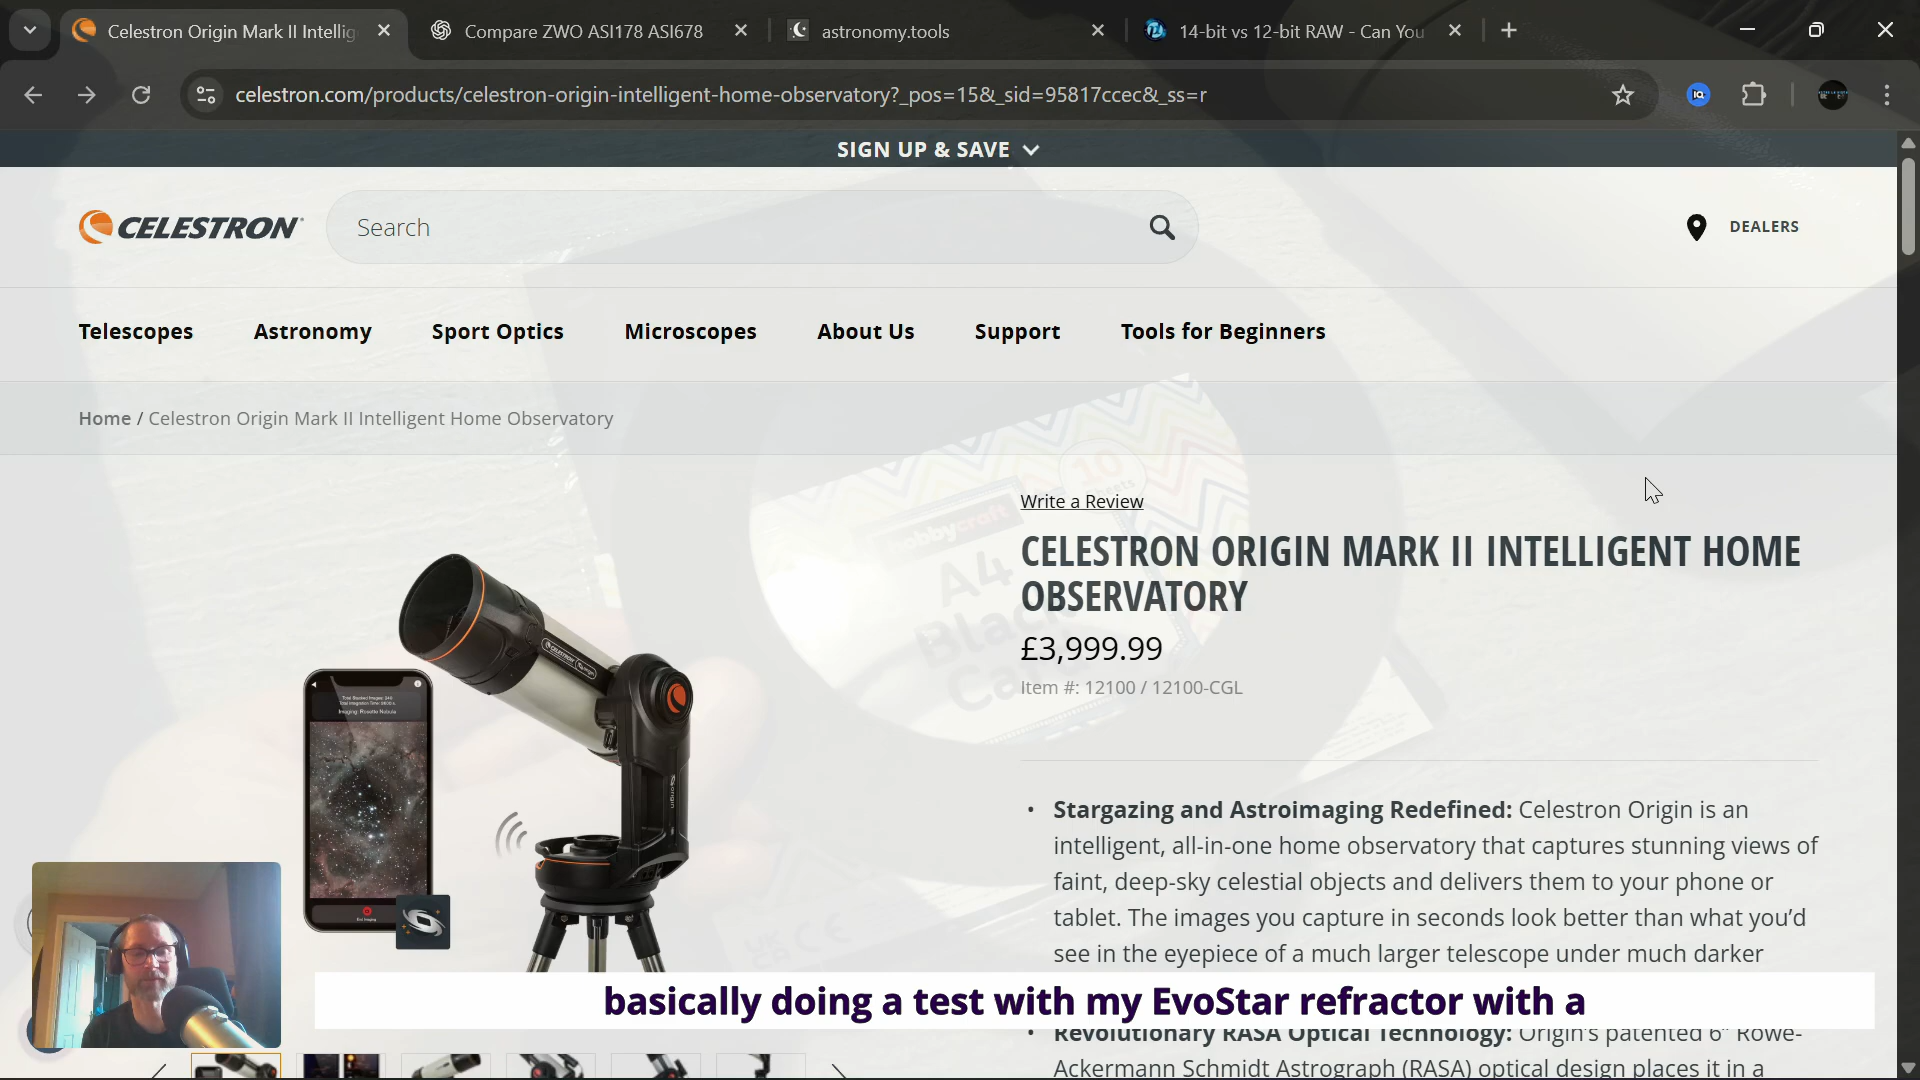 Celestron Origin Mark II Intellig
Compare ZWO ASI178 ASI678
astronomy.tools
14-bit vs 12-bit RAW - Can You
celestron.com/products/celestron-origin-intelligent-home-observatory?_pos=15&_sid=95817ccec&_ss=r
SIGN UP & SAVE
CELESTRON
Search
DEALERS
Telescopes
Astronomy
Sport Optics
Microscopes
About Us
Support
Tools for Beginners
Home / Celestron Origin Mark II Intelligent Home Observatory
10
hobbycraft
A4
Black
Card
Write a Review
CELESTRON ORIGIN MARK II INTELLIGENT HOME
OBSERVATORY
£3,999.99
Item #: 12100 / 12100-CGL
Imaging: Rosette Nebula
• Stargazing and Astroimaging Redefined: Celestron Origin is an
intelligent, all-in-one home observatory that captures stunning views of
faint, deep-sky celestial objects and delivers them to your phone or
tablet. The images you capture in seconds look better than what you'd
see in the eyepiece of a much larger telescope under much darker
basically doing a test with my EvoStar refractor with a
• Revolutionary RASA Optical Technology: Origin's patented 6" Rowe-
Ackermann Schmidt Astrograph (RASA) optical design places it in a